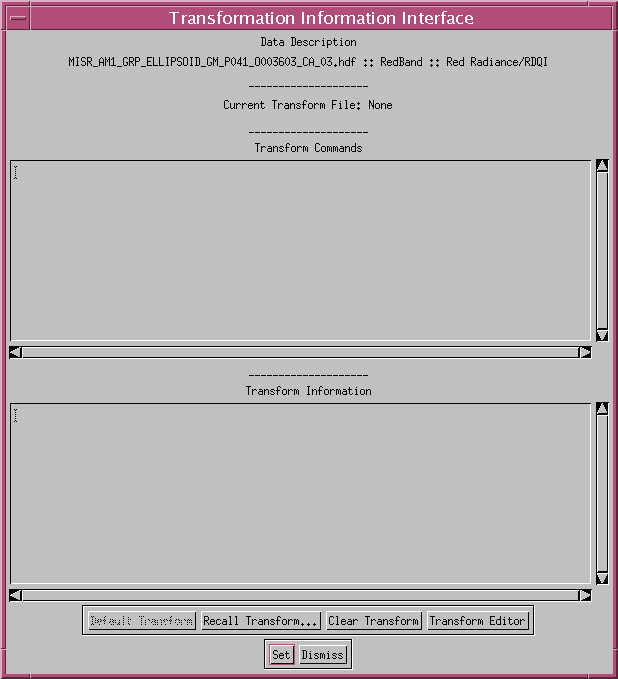 Transformation Information Interface
Data Description
MISR_AM1_GRP_ELLIPSOID_GM_P041_O003603_CA_03.hdf :: RedBand :: Red Radiance/RDQI
--------------------
Current Transform File: None
--------------------
Transform Commands
--------------------
Transform Information
Default Transform Recall Transform... Clear Transform Transform Editor
Set Dismiss